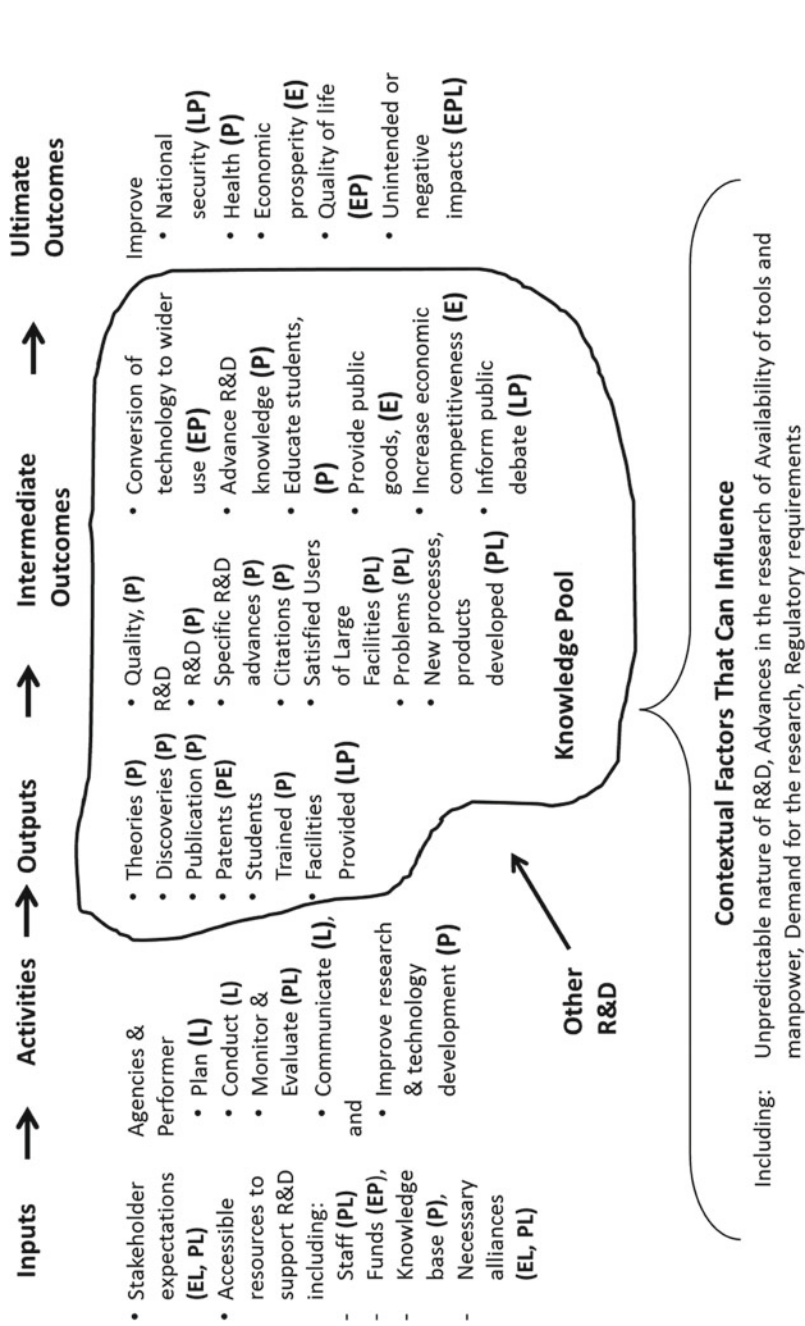 Inputs → Activities → Outputs → Intermediate Outcomes → Ultimate Outcomes
• Stakeholder
expectations
(EL, PL)
• Accessible
resources to
support R&D
including:
- Staff (PL)
- Funds (EP),
- Knowledge
base (P),
- Necessary
alliances
(EL, PL)
Agencies &
Performer
• Plan (L)
• Conduct (L)
• Monitor &
Evaluate (PL)
• Communicate (L),
and
• Improve research
& technology
development (P)
• Theories (P)
• Discoveries (P)
• Publication (P)
• Patents (PE)
• Students
Trained (P)
• Facilities
Provided (LP)
• Quality, (P)
R&D
• R&D (P)
• Specific R&D
advances (P)
• Citations (P)
• Satisfied Users
of Large
Facilities (PL)
• Problems (PL)
• New processes,
products
developed (PL)
• Conversion of
technology to wider
use (EP)
• Advance R&D
knowledge (P)
• Educate students,
(P)
• Provide public
goods, (E)
• Increase economic
competitiveness (E)
• Inform public
debate (LP)
Improve
• National
security (LP)
• Health (P)
• Economic
prosperity (E)
• Quality of life
(EP)
• Unintended or
negative
impacts (EPL)
Knowledge Pool
Other
R&D
Contextual Factors That Can Influence
Including: Unpredictable nature of R&D, Advances in the research of Availability of tools and
manpower, Demand for the research, Regulatory requirements